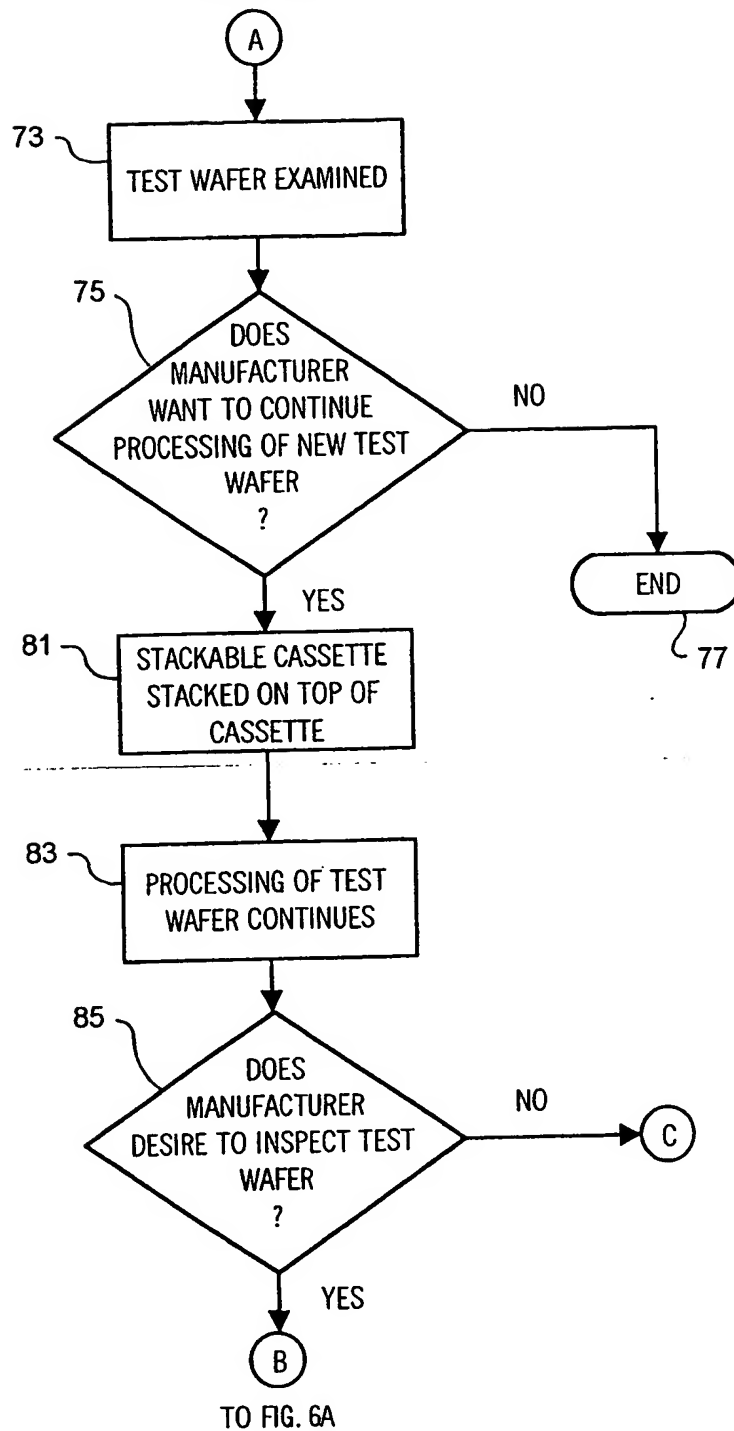 A
73
TEST WAFER EXAMINED
75
DOES
MANUFACTURER
WANT TO CONTINUE
PROCESSING OF NEW TEST
WAFER
?
NO
END
77
YES
81
STACKABLE CASSETTE
STACKED ON TOP OF
CASSETTE
83
PROCESSING OF TEST
WAFER CONTINUES
85
DOES
MANUFACTURER
DESIRE TO INSPECT TEST
WAFER
?
NO
C
YES
B
TO FIG. 6A